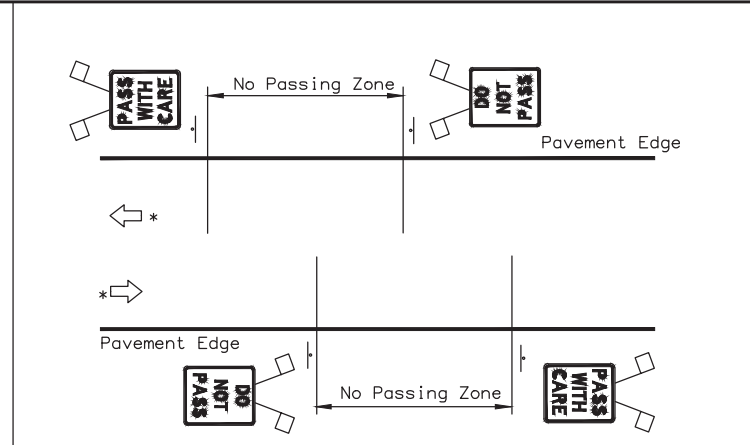 No Passing Zone
PASS
WITH
CARE
DO
NOT
PASS
Pavement Edge
*
*
Pavement Edge
DO
NOT
PASS
No Passing Zone
PASS
WITH
CARE